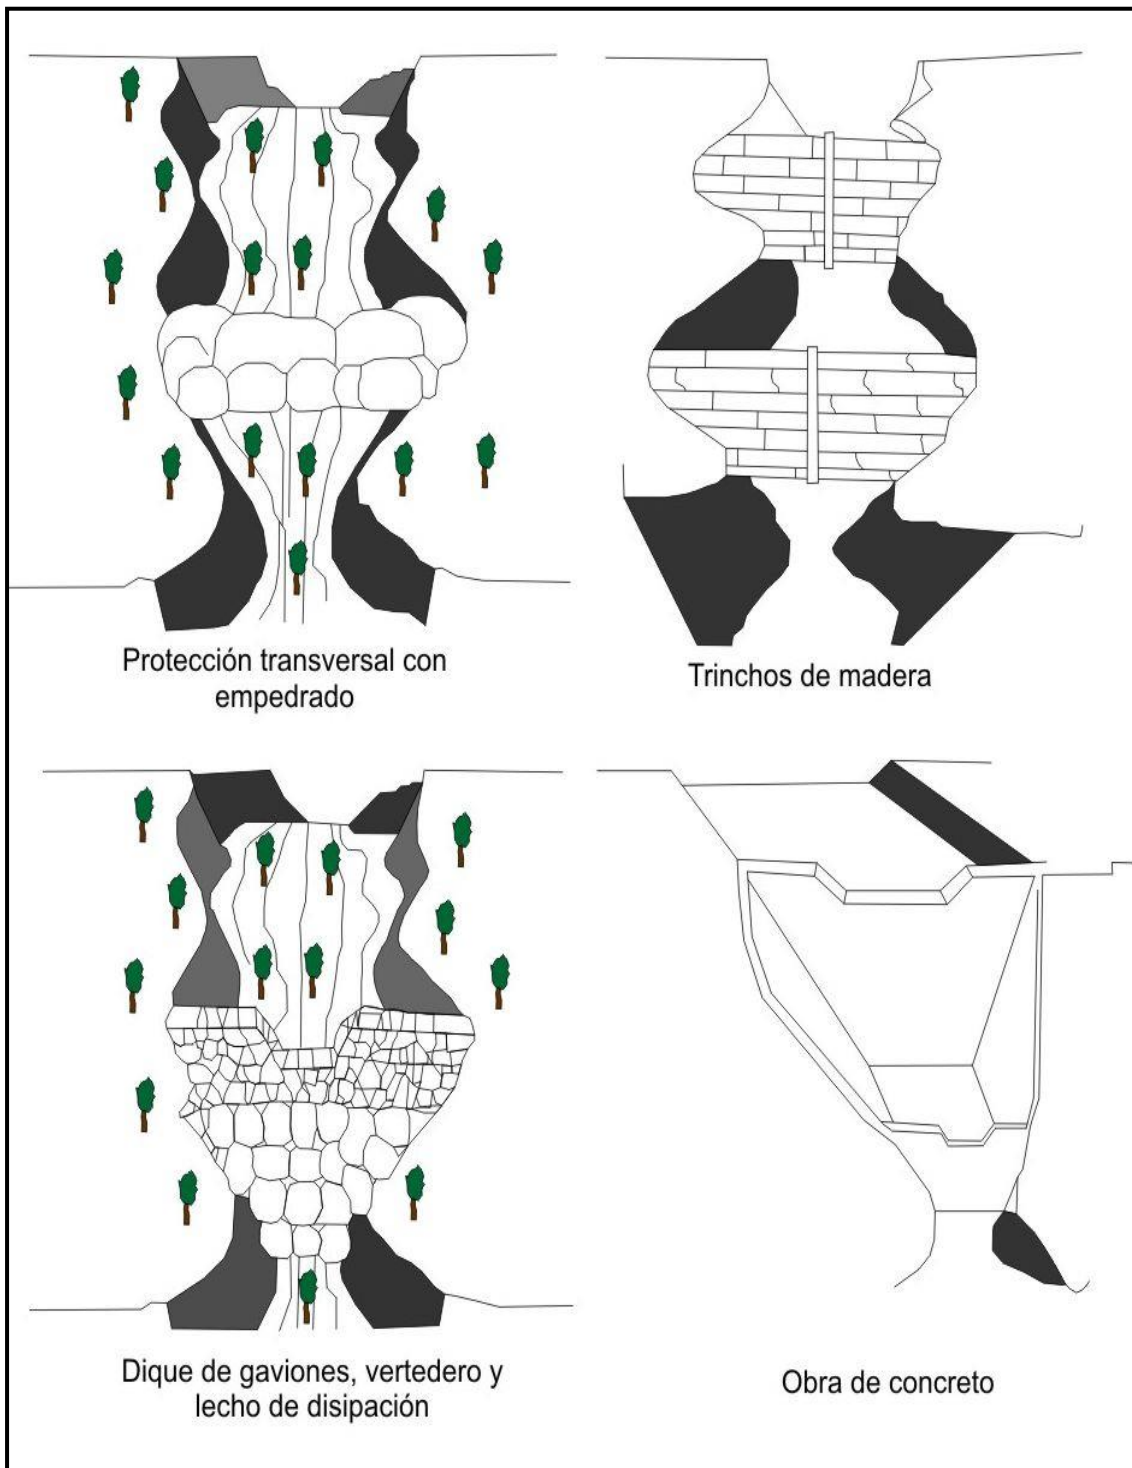 Protección transversal con
empedrado
Trinchos de madera
Dique de gaviones, vertedero y
lecho de disipación
Obra de concreto